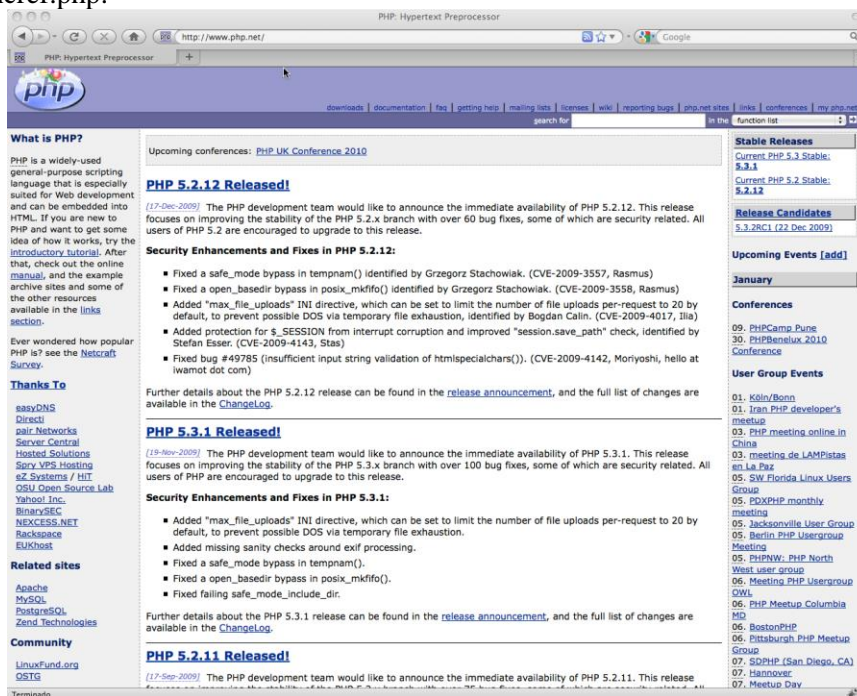 PHP: Hypertext Preprocessor
http://www.php.net/
Google
PHP: Hypertext Preprocessor
php
downloads | documentation | faq | getting help | mailing lists | licenses | wiki | reporting bugs | php.net sites | links | conferences | my php.net
search for
in the
function list
What is PHP?
PHP is a widely-used
general-purpose scripting
language that is especially
suited for Web development
and can be embedded into
HTML. If you are new to
PHP and want to get some
idea of how it works, try the
introductory tutorial. After
that, check out the online
manual, and the example
archive sites and some of
the other resources
available in the links
section.
Ever wondered how popular
PHP is? see the Netcraft
Survey.
Thanks To
easyDNS
Directi
pair Networks
Server Central
Hosted Solutions
Spry VPS Hosting
eZ Systems / HiT
OSU Open Source Lab
Yahoo! Inc.
BinarySEC
NEXCESS.NET
Rackspace
EUKhost
Related sites
Apache
MySQL
PostgreSQL
Zend Technologies
Community
LinuxFund.org
OSTG
Upcoming conferences: PHP UK Conference 2010
PHP 5.2.12 Released!
[17-Dec-2009] The PHP development team would like to announce the immediate availability of PHP 5.2.12. This release
focuses on improving the stability of the PHP 5.2.x branch with over 60 bug fixes, some of which are security related. All
users of PHP 5.2 are encouraged to upgrade to this release.
Security Enhancements and Fixes in PHP 5.2.12:
Fixed a safe_mode bypass in tempnam() identified by Grzegorz Stachowiak. (CVE-2009-3557, Rasmus)
Fixed a open_basedir bypass in posix_mkfifo() identified by Grzegorz Stachowiak. (CVE-2009-3558, Rasmus)
Added "max_file_uploads" INI directive, which can be set to limit the number of file uploads per-request to 20 by
default, to prevent possible DOS via temporary file exhaustion, identified by Bogdan Calin. (CVE-2009-4017, Ilia)
Added protection for $_SESSION from interrupt corruption and improved "session.save_path" check, identified by
Stefan Esser. (CVE-2009-4143, Stas)
Fixed bug #49785 (insufficient input string validation of htmlspecialchars()). (CVE-2009-4142, Moriyoshi, hello at
iwamot dot com)
Further details about the PHP 5.2.12 release can be found in the release announcement, and the full list of changes are
available in the ChangeLog.
PHP 5.3.1 Released!
[19-Nov-2009] The PHP development team would like to announce the immediate availability of PHP 5.3.1. This release
focuses on improving the stability of the PHP 5.3.x branch with over 100 bug fixes, some of which are security related. All
users of PHP are encouraged to upgrade to this release.
Security Enhancements and Fixes in PHP 5.3.1:
Added "max_file_uploads" INI directive, which can be set to limit the number of file uploads per-request to 20 by
default, to prevent possible DOS via temporary file exhaustion.
Added missing sanity checks around exif processing.
Fixed a safe_mode bypass in tempnam().
Fixed a open_basedir bypass in posix_mkfifo().
Fixed failing safe_mode_include_dir.
Further details about the PHP 5.3.1 release can be found in the release announcement, and the full list of changes are
available in the ChangeLog.
PHP 5.2.11 Released!
[17-Sep-2009] The PHP development team would like to announce the immediate availability of PHP 5.2.11. This release
Stable Releases
Current PHP 5.3 Stable:
5.3.1
Current PHP 5.2 Stable:
5.2.12
Release Candidates
5.3.2RC1 (22 Dec 2009)
Upcoming Events [add]
January
Conferences
09. PHPCamp Pune
30. PHPBenelux 2010
Conference
User Group Events
01. Köln/Bonn
01. Iran PHP developer's
meetup
03. PHP meeting online in
China
03. meeting de LAMPistas
en La Paz
05. SW Florida Linux Users
Group
05. PDXPHP monthly
meeting
05. Jacksonville User Group
05. Berlin PHP Usergroup
Meeting
05. PHPNW: PHP North
West user group
06. Meeting PHP Usergroup
OWL
06. PHP Meetup Columbia
MD
06. BostonPHP
06. Pittsburgh PHP Meetup
Group
07. SDPHP (San Diego, CA)
07. Hannover
07. Meetup Day
Terminado